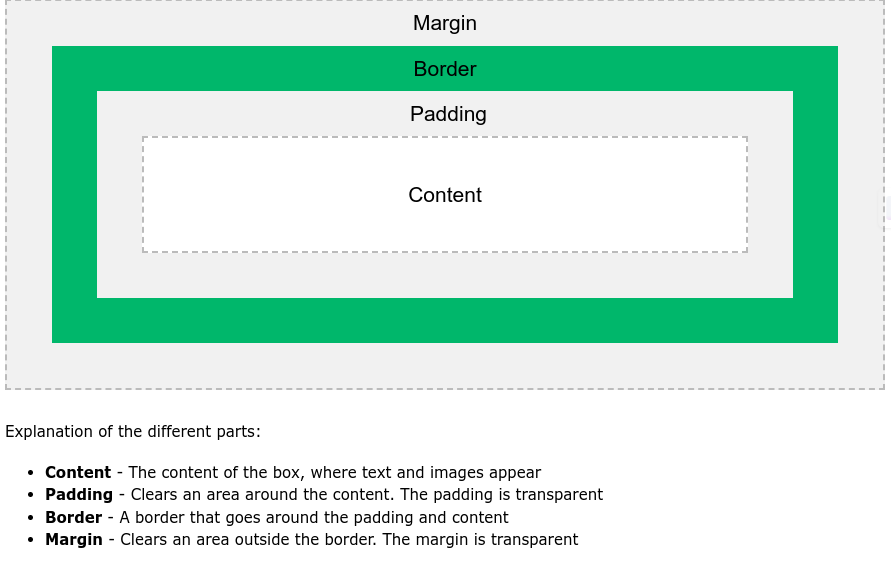 Margin
Border
Padding
Content
Explanation of the different parts:
• Content - The content of the box, where text and images appear
• Padding - Clears an area around the content. The padding is transparent
• Border - A border that goes around the padding and content
• Margin - Clears an area outside the border. The margin is transparent